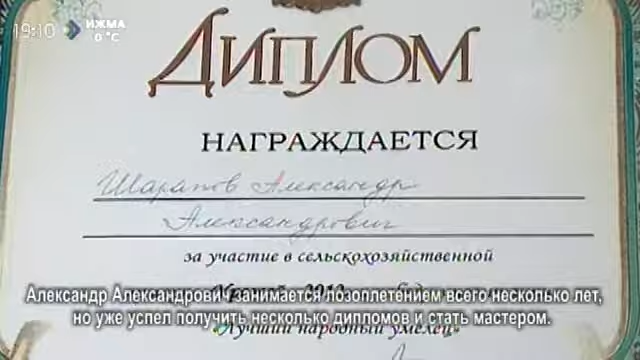 19:10
ИЖМА
0 °C
ДИПЛОМ
НАГРАЖДАЕТСЯ
Шарапов Александр
Александрович
за участие в сельскохозяйственной
Александр Александрович занимается лозоплетением всего несколько лет,
но уже успел получить несколько дипломов и стать мастером.
«Лучший народный умелец»